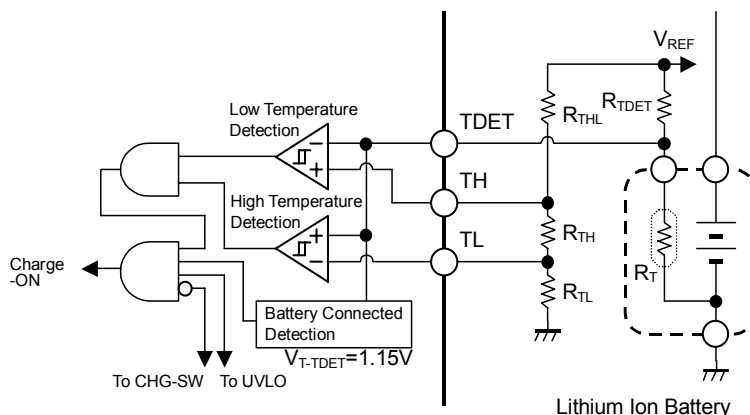 V_REF
Low Temperature
Detection
TDET
R_THL
R_TDET
TH
High Temperature
Detection
TL
R_TH
Charge
-ON
R_T
R_TL
Battery Connected
Detection
V_T-TDET=1.15V
To CHG-SW
To UVLO
Lithium Ion Battery